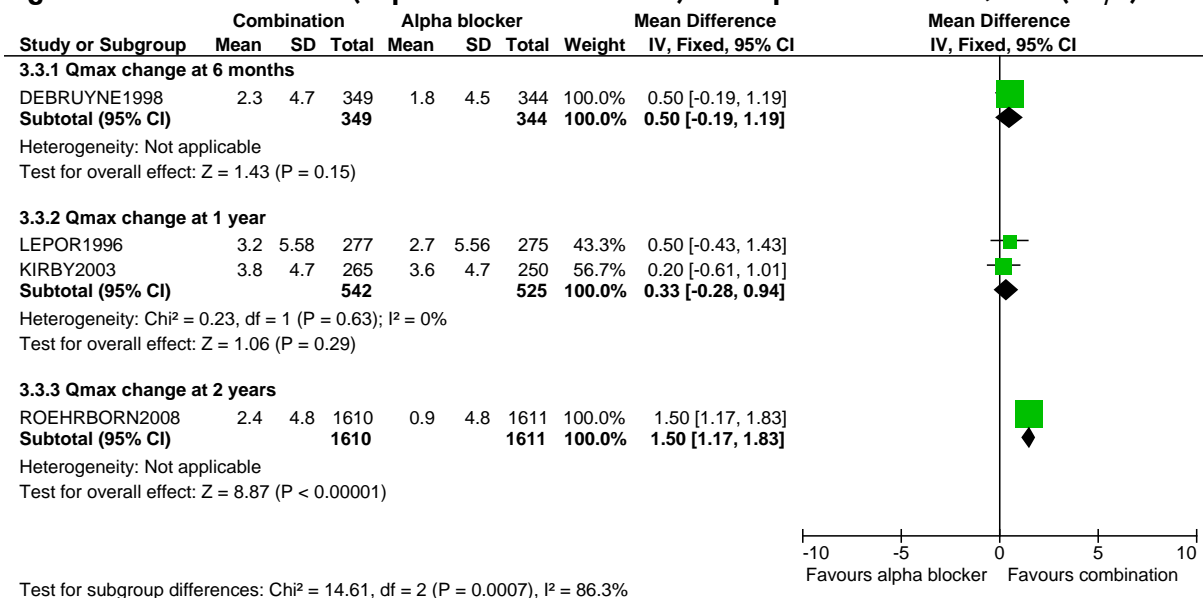 Combination Alpha blocker Mean Difference Mean Difference
Study or Subgroup Mean SD Total Mean SD Total Weight IV, Fixed, 95% CI IV, Fixed, 95% CI
3.3.1 Qmax change at 6 months
DEBRUYNE1998 2.3 4.7 349 1.8 4.5 344 100.0% 0.50 [-0.19, 1.19]
Subtotal (95% CI) 349 344 100.0% 0.50 [-0.19, 1.19]
Heterogeneity: Not applicable
Test for overall effect: Z = 1.43 (P = 0.15)
3.3.2 Qmax change at 1 year
LEPOR1996 3.2 5.58 277 2.7 5.56 275 43.3% 0.50 [-0.43, 1.43]
KIRBY2003 3.8 4.7 265 3.6 4.7 250 56.7% 0.20 [-0.61, 1.01]
Subtotal (95% CI) 542 525 100.0% 0.33 [-0.28, 0.94]
Heterogeneity: Chi² = 0.23, df = 1 (P = 0.63); I² = 0%
Test for overall effect: Z = 1.06 (P = 0.29)
3.3.3 Qmax change at 2 years
ROEHRBORN2008 2.4 4.8 1610 0.9 4.8 1611 100.0% 1.50 [1.17, 1.83]
Subtotal (95% CI) 1610 1611 100.0% 1.50 [1.17, 1.83]
Heterogeneity: Not applicable
Test for overall effect: Z = 8.87 (P < 0.00001)
-10 -5 0 5 10
Favours alpha blocker Favours combination
Test for subgroup differences: Chi² = 14.61, df = 2 (P = 0.0007), I² = 86.3%